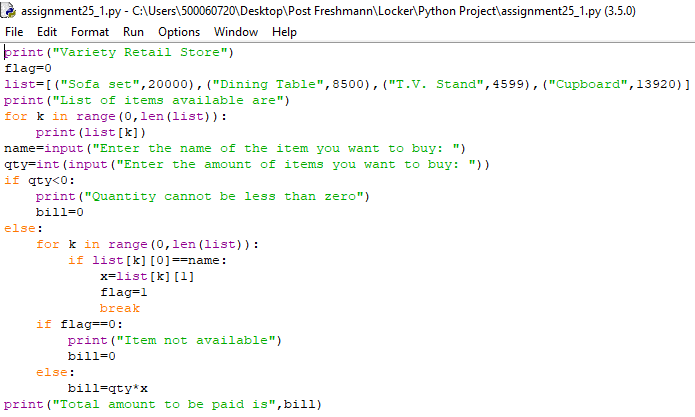 assignment25_1.py - C:\Users\500060720\Desktop\Post Freshmann\Locker\Python Project\assignment25_1.py (3.5.0)
File Edit Format Run Options Window Help
print("Variety Retail Store")
flag=0
list=[("Sofa set",20000),("Dining Table",8500),("T.V. Stand",4599),("Cupboard",13920)]
print("List of items available are")
for k in range(0,len(list)):
    print(list[k])
name=input("Enter the name of the item you want to buy: ")
qty=int(input("Enter the amount of items you want to buy: "))
if qty<0:
    print("Quantity cannot be less than zero")
    bill=0
else:
    for k in range(0,len(list)):
        if list[k][0]==name:
            x=list[k][1]
            flag=1
            break
    if flag==0:
        print("Item not available")
        bill=0
    else:
        bill=qty*x
print("Total amount to be paid is",bill)